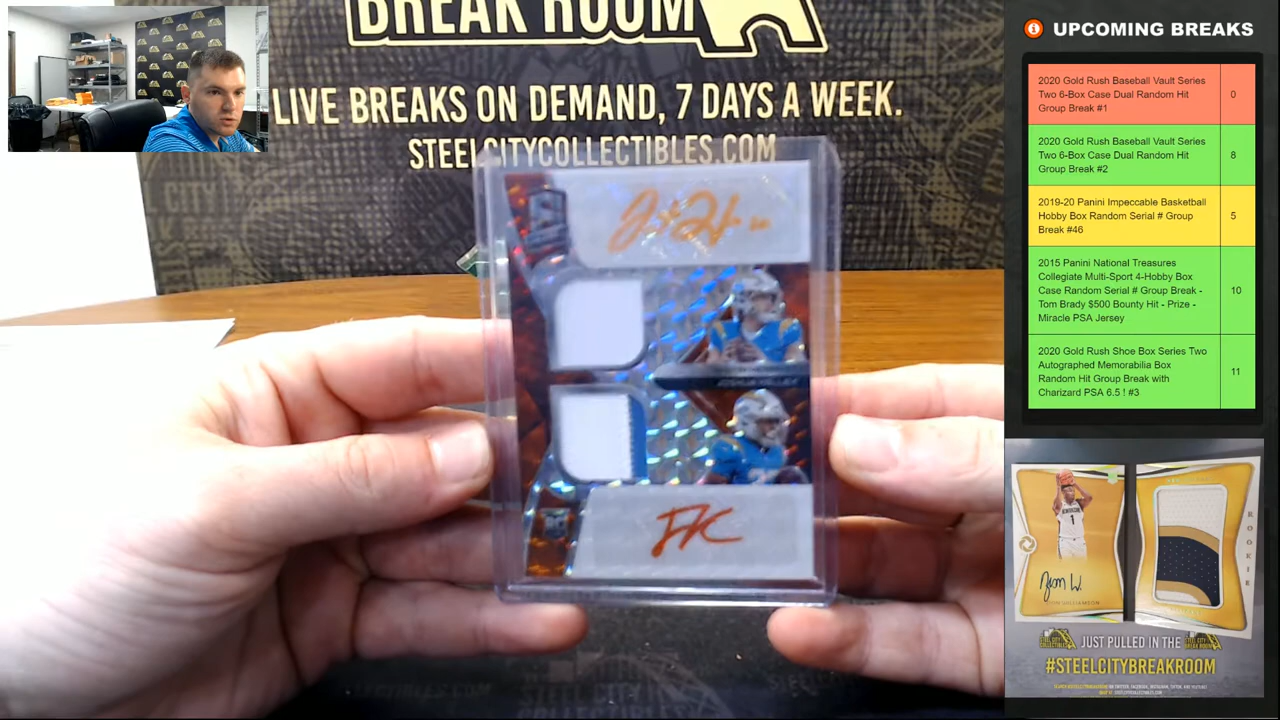 BREAK ROOM
LIVE BREAKS ON DEMAND, 7 DAYS A WEEK.
STEELCITYCOLLECTIBLES.COM
UPCOMING BREAKS
2020 Gold Rush Baseball Vault Series
Two 6-Box Case Dual Random Hit
Group Break #1
0
2020 Gold Rush Baseball Vault Series
Two 6-Box Case Dual Random Hit
Group Break #2
8
2019-20 Panini Impeccable Basketball
Hobby Box Random Serial # Group
Break #46
5
2015 Panini National Treasures
Collegiate Multi-Sport 4-Hobby Box
Case Random Serial # Group Break -
Tom Brady $500 Bounty Hit - Prize -
Miracle PSA Jersey
10
2020 Gold Rush Shoe Box Series Two
Autographed Memorabilia Box
Random Hit Group Break with
Charizard PSA 6.5 ! #3
11
ROOKIE
JUST PULLED IN THE
#STEELCITYBREAKROOM